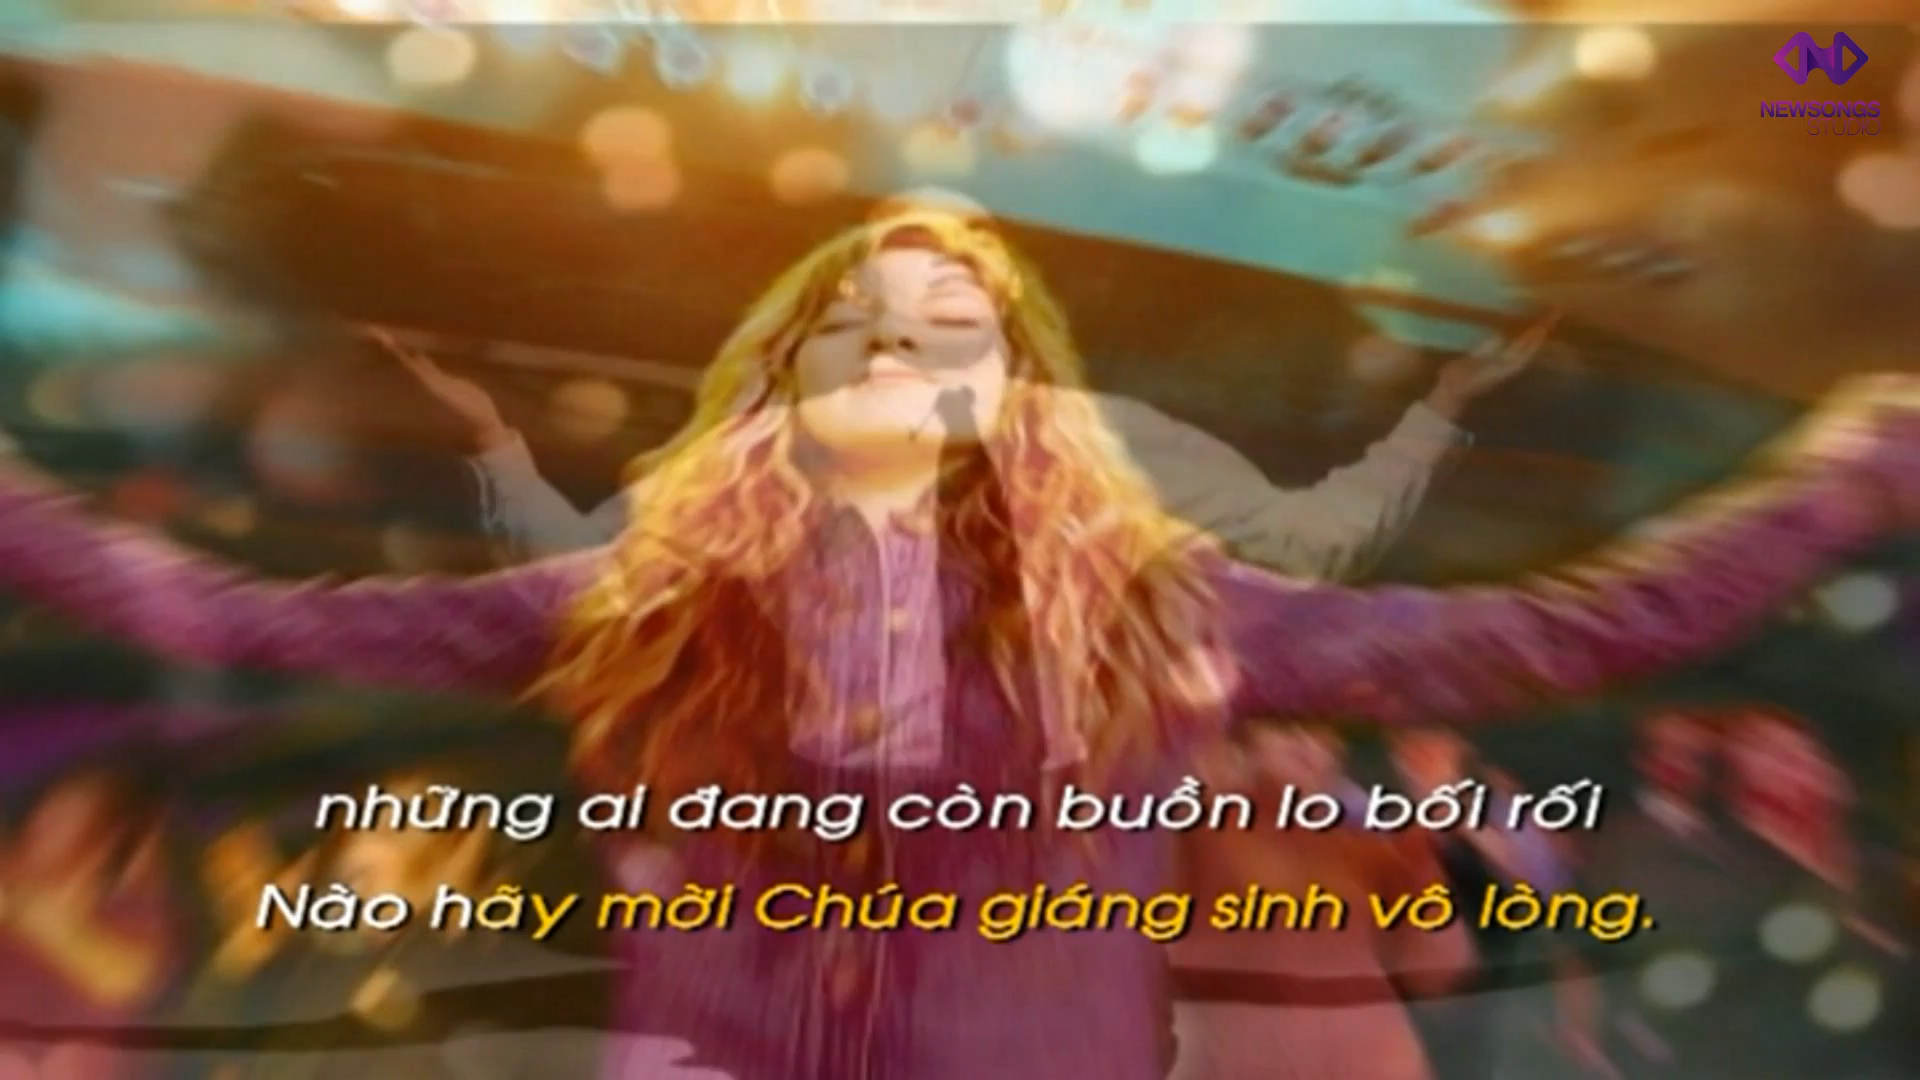 NEWSONGS
STUDIO
những ai đang còn buồn lo bối rối
Nào hãy mời Chúa giáng sinh vô lòng.